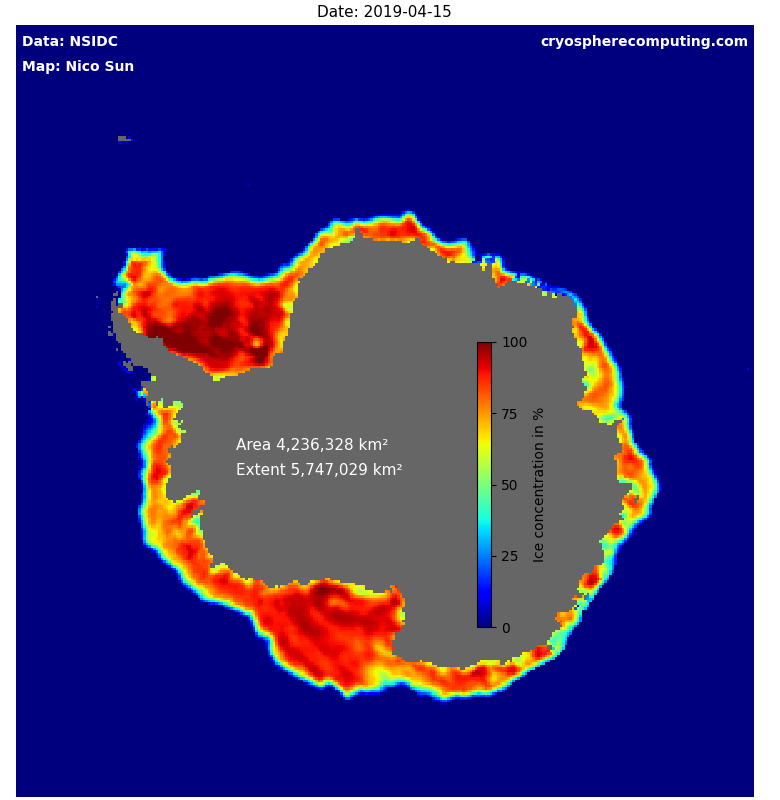 Date: 2019-04-15
Data: NSIDC
cryospherecomputing.com
Map: Nico Sun
100
75
50
25
0
Ice concentration in %
Area 4,236,328 km²
Extent 5,747,029 km²